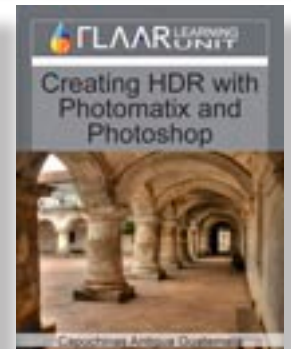 FLAAR LEARNING
UNIT
Creating HDR with
Photomatix and
Photoshop
Capuchinas Antigua Guatemala